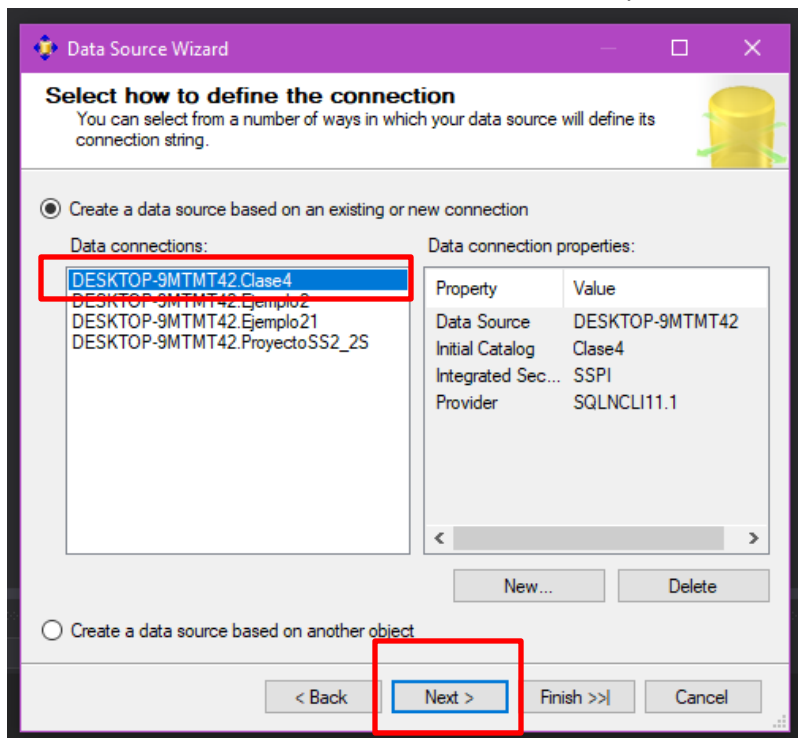 Data Source Wizard
Select how to define the connection
You can select from a number of ways in which your data source will define its
connection string.
Create a data source based on an existing or new connection
Data connections:
DESKTOP-9MTMT42.Clase4
DESKTOP-9MTMT42.Ejemplo2
DESKTOP-9MTMT42.Ejemplo21
DESKTOP-9MTMT42.ProyectoSS2_2S
Data connection properties:
Property Value
Data Source DESKTOP-9MTMT42
Initial Catalog Clase4
Integrated Sec... SSPI
Provider SQLNCLI11.1
New... Delete
Create a data source based on another object
< Back Next > Finish >>| Cancel